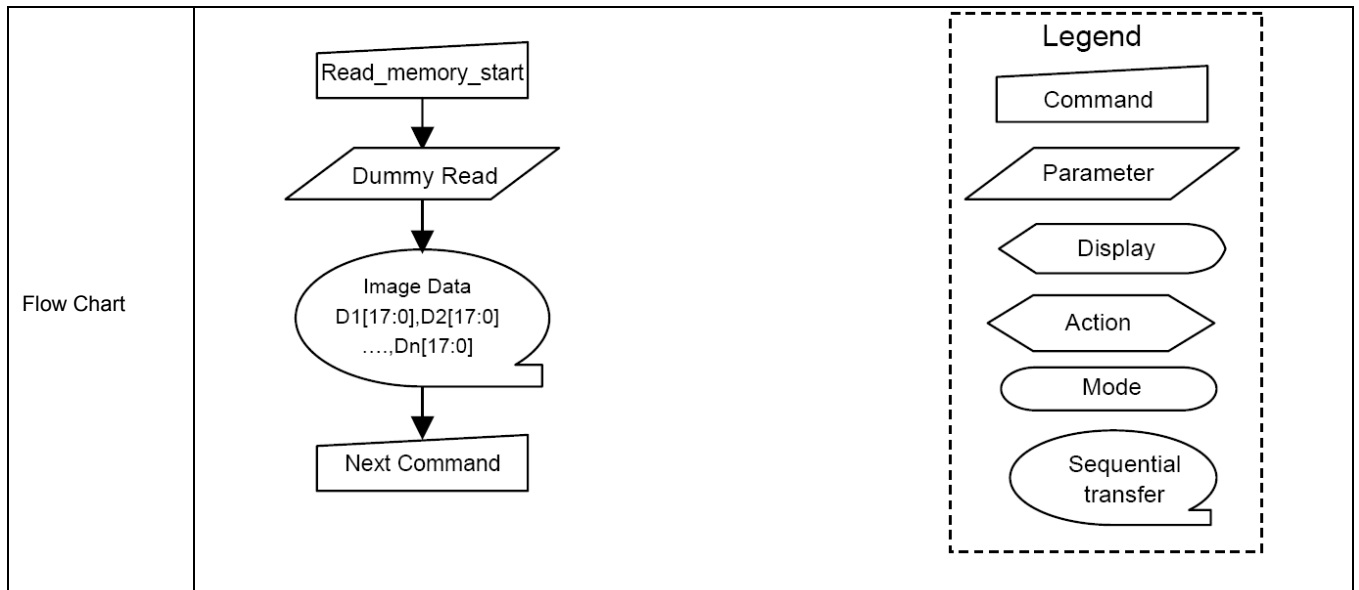 Flow Chart
Read_memory_start
Dummy Read
Image Data
D1[17:0],D2[17:0]
….,Dn[17:0]
Next Command
Legend
Command
Parameter
Display
Action
Mode
Sequential
transfer